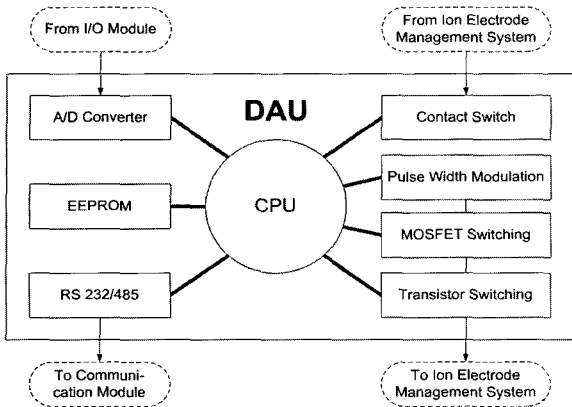 From I/O Module
From Ion Electrode
Management System
DAU
A/D Converter
Contact Switch
Pulse Width Modulation
EEPROM
CPU
MOSFET Switching
RS 232/485
Transistor Switching
To Communi-
cation Module
To Ion Electrode
Management System